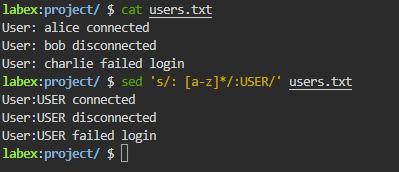 labex:project/ $ cat users.txt
User: alice connected
User: bob disconnected
User: charlie failed login
labex:project/ $ sed 's/: [a-z]*/:USER/' users.txt
User:USER connected
User:USER disconnected
User:USER failed login
labex:project/ $